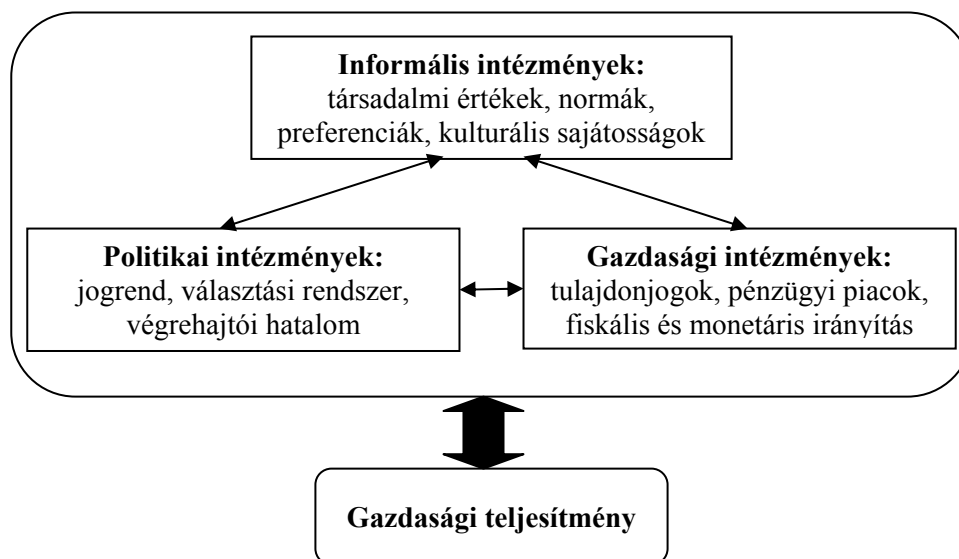 Informális intézmények:
társadalmi értékek, normák,
preferenciák, kulturális sajátosságok
Politikai intézmények:
jogrend, választási rendszer,
végrehajtói hatalom
Gazdasági intézmények:
tulajdonjogok, pénzügyi piacok,
fiskális és monetáris irányítás
Gazdasági teljesítmény